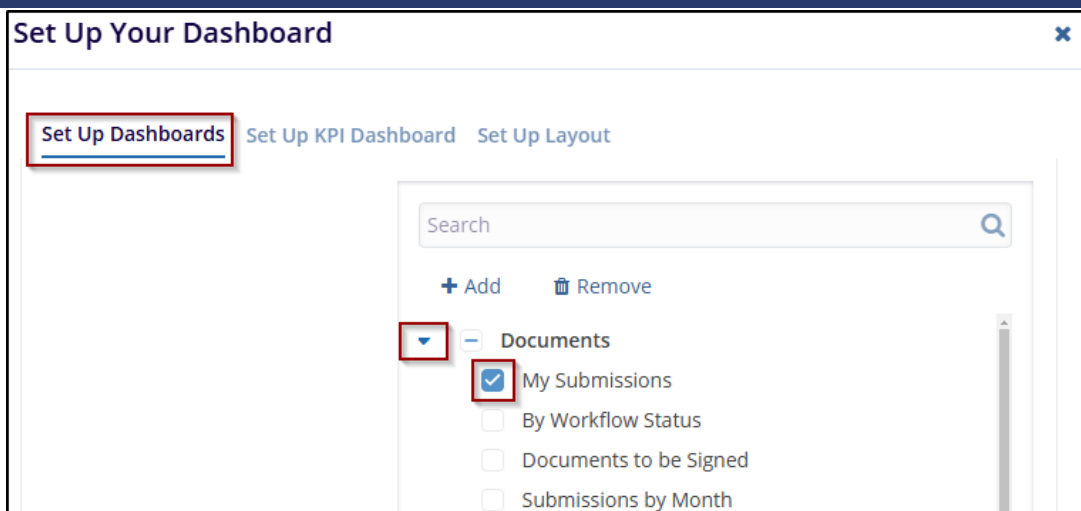 Set Up Your Dashboard
Set Up Dashboards Set Up KPI Dashboard Set Up Layout
Search
Add Remove
Documents
My Submissions
By Workflow Status
Documents to be Signed
Submissions by Month